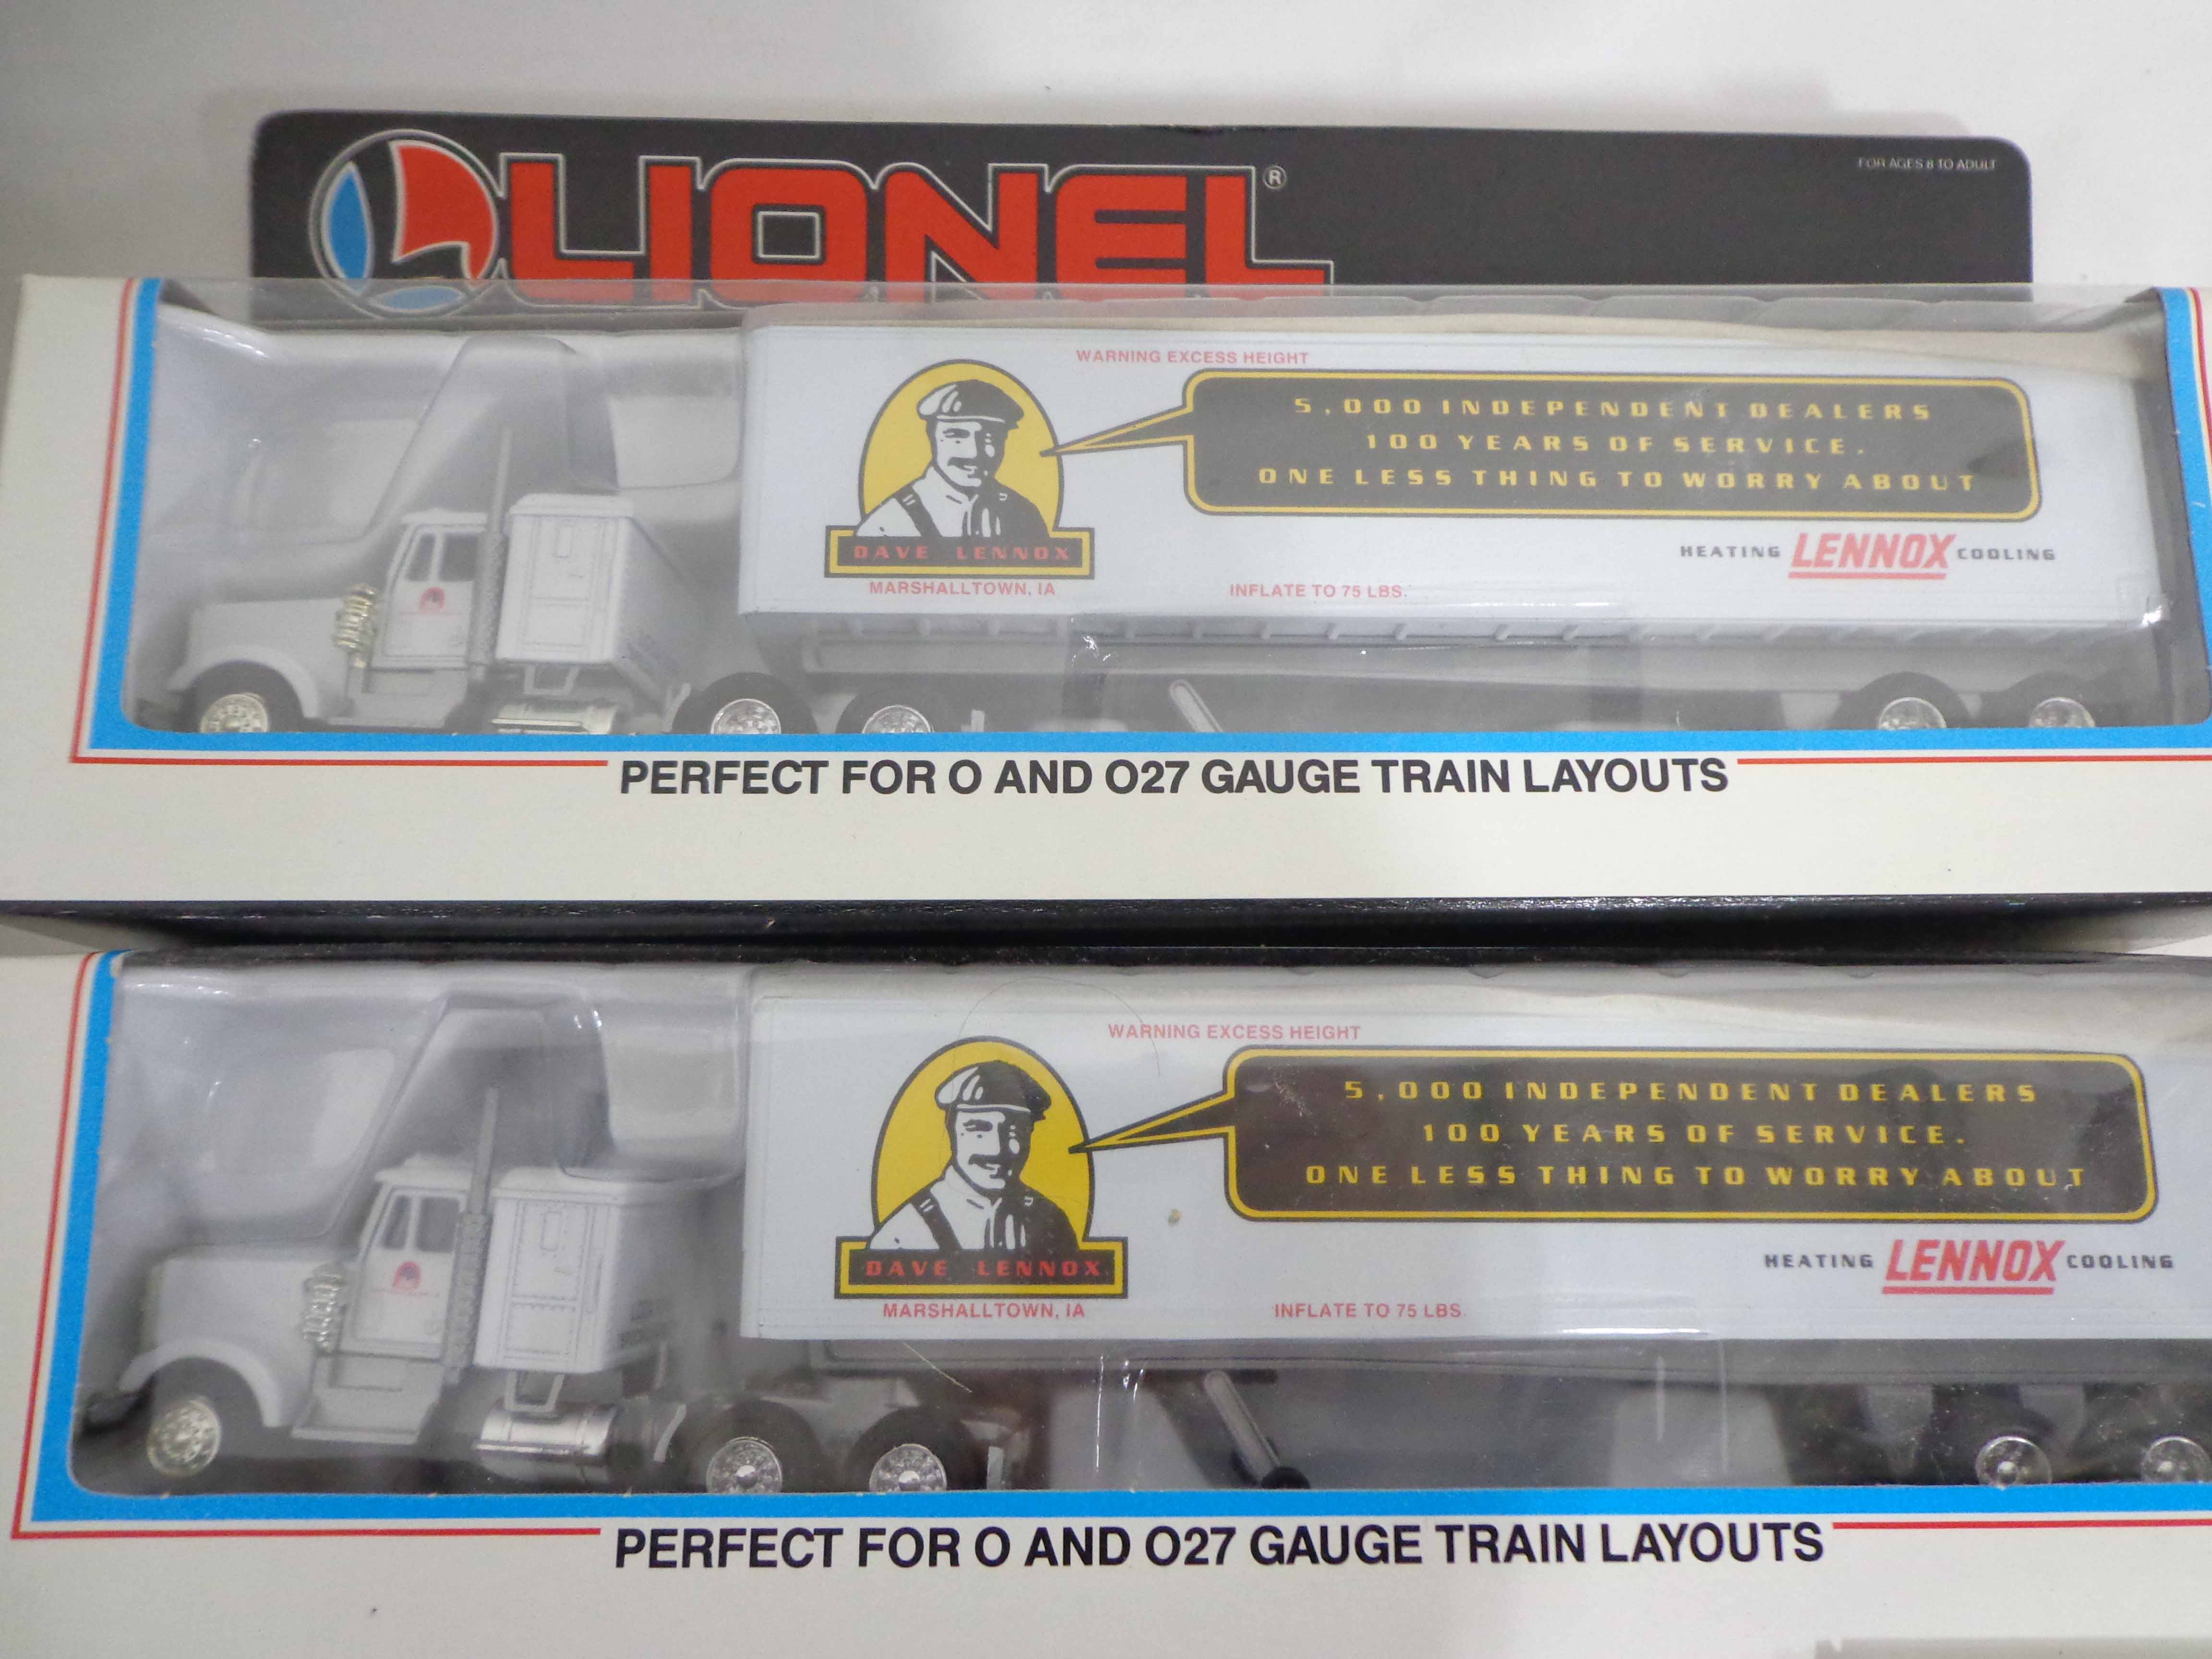 LIONEL®
FOR AGES 8 TO ADULT
WARNING EXCESS HEIGHT
5,000 INDEPENDENT DEALERS
100 YEARS OF SERVICE.
ONE LESS THING TO WORRY ABOUT
DAVE LENNOX
HEATING LENNOX COOLING
MARSHALLTOWN, IA
INFLATE TO 75 LBS.
PERFECT FOR O AND O27 GAUGE TRAIN LAYOUTS
WARNING EXCESS HEIGHT
5,000 INDEPENDENT DEALERS
100 YEARS OF SERVICE.
ONE LESS THING TO WORRY ABOUT
DAVE LENNOX
HEATING LENNOX COOLING
MARSHALLTOWN, IA
INFLATE TO 75 LBS.
PERFECT FOR O AND O27 GAUGE TRAIN LAYOUTS